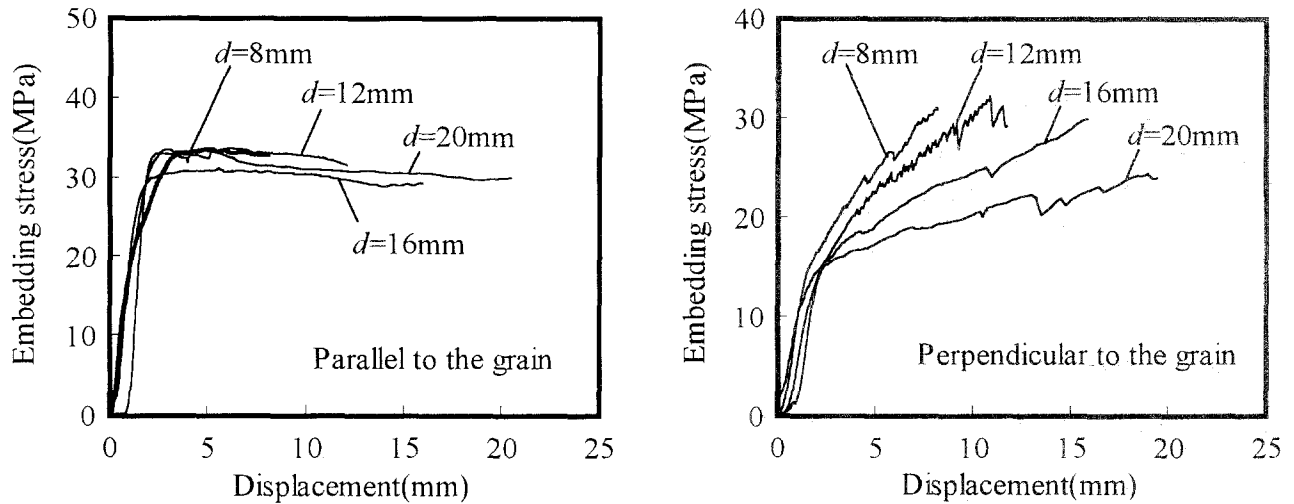 50
40
30
20
10
0
Embedding stress(MPa)
d=8mm
d=12mm
d=20mm
d=16mm
Parallel to the grain
0 5 10 15 20 25
Displacement(mm)
40
30
20
10
0
Embedding stress(MPa)
d=8mm
d=12mm
d=16mm
d=20mm
Perpendicular to the grain
0 5 10 15 20 25
Displacement(mm)